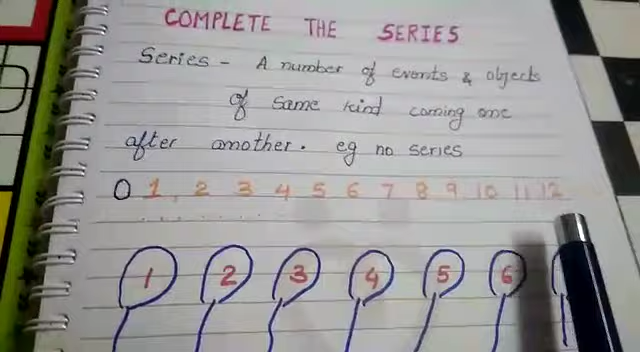 COMPLETE THE SERIES
Series - A number of events & objects
of same kind coming one
after another. eg no series
0 1, 2 3 4 5 6 7 8 9 10 11 12
1 2 3 4 5 6